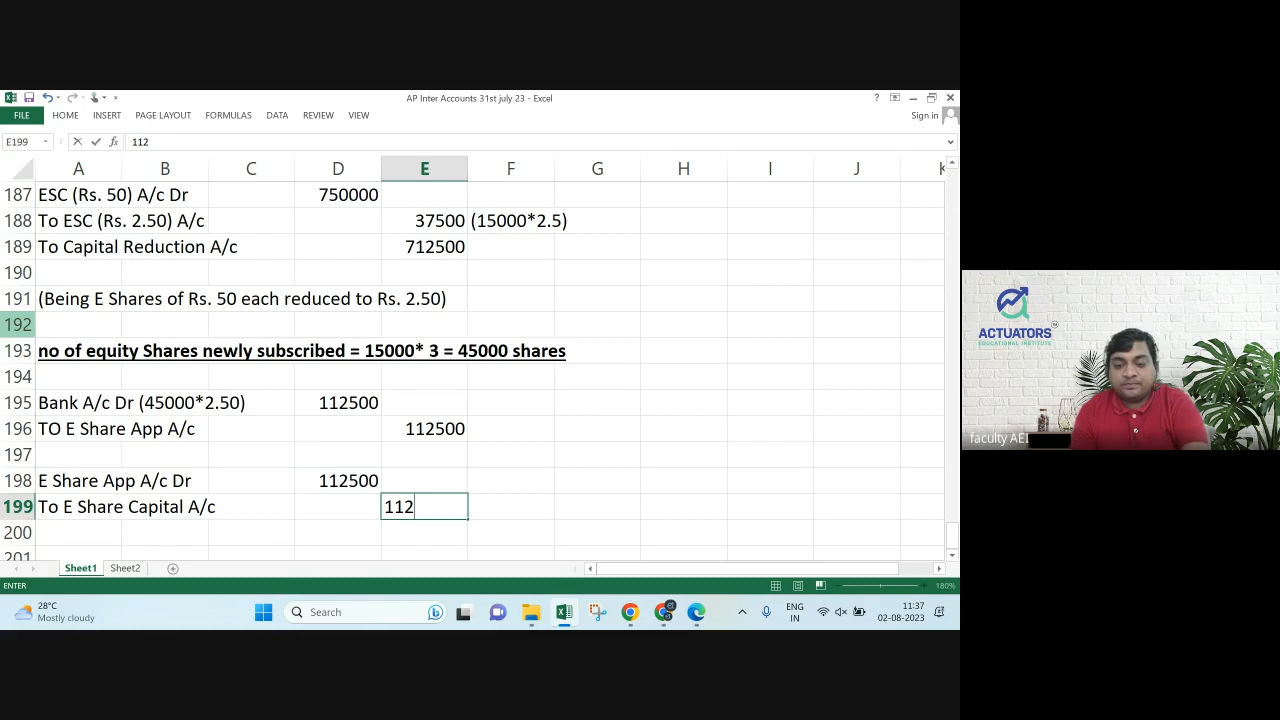 AP Inter Accounts 31st july 23 - Excel
?
FILE HOME INSERT PAGE LAYOUT FORMULAS DATA REVIEW VIEW
Sign in
E199 fx 112
A B C D E F G H I J K
187 ESC (Rs. 50) A/c Dr 750000
188 To ESC (Rs. 2.50) A/c 37500 (15000*2.5)
189 To Capital Reduction A/c 712500
190
191 (Being E Shares of Rs. 50 each reduced to Rs. 2.50)
192
193 no of equity Shares newly subscribed = 15000* 3 = 45000 shares
194
195 Bank A/c Dr (45000*2.50) 112500
196 TO E Share App A/c 112500
197
198 E Share App A/c Dr 112500
199 To E Share Capital A/c 112
200
201
Sheet1 Sheet2
ENTER 180%
28°C
Mostly cloudy
Search
ENG
IN
11:37
02-08-2023
ACTUATORS
EDUCATIONAL INSTITUTE
faculty AEI